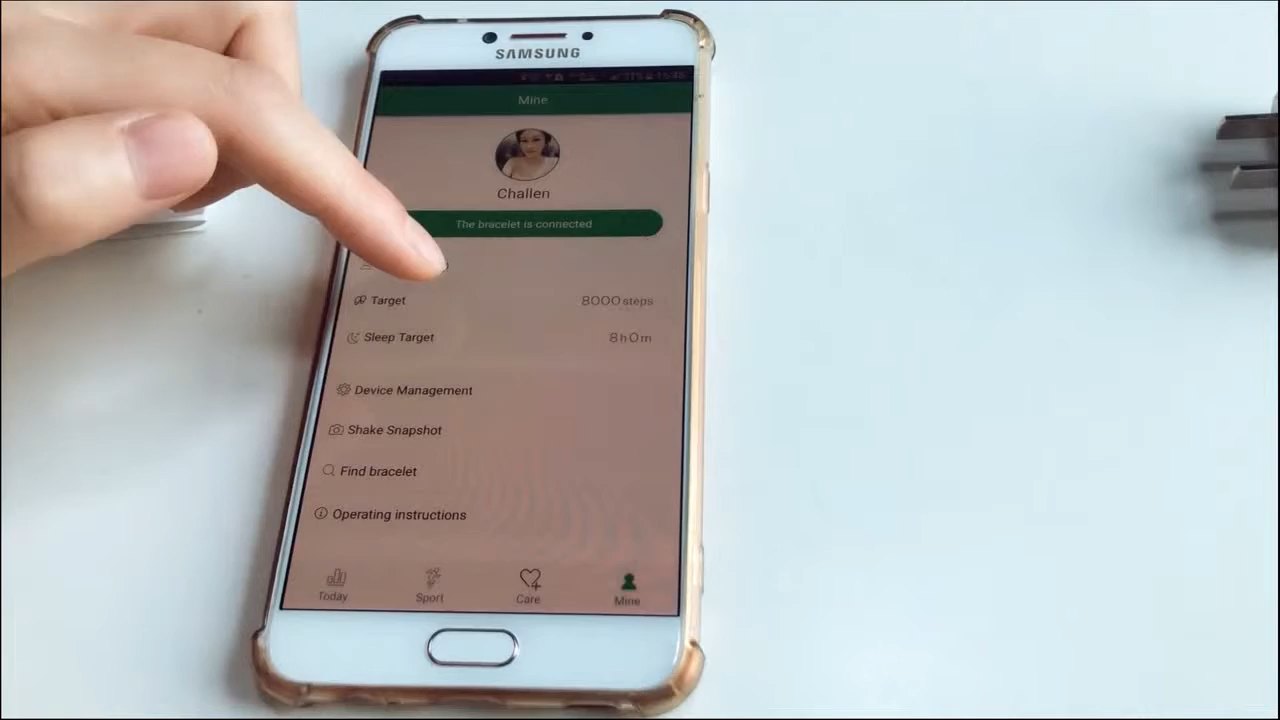 SAMSUNG
Mine
Challen
The bracelet is connected
Target 8000 steps
Sleep Target 8h0m
Device Management
Shake Snapshot
Find bracelet
Operating instructions
Today Sport Care Mine